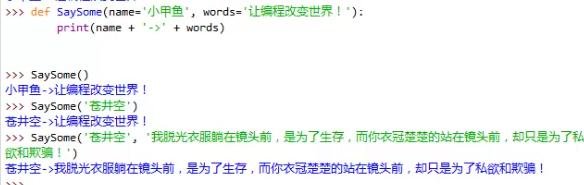 >>> def SaySome(name='小甲鱼', words='让编程改变世界！'):
        print(name + '->' + words)
>>> SaySome()
小甲鱼->让编程改变世界！
>>> SaySome('苍井空')
苍井空->让编程改变世界！
>>> SaySome('苍井空', '我脱光衣服躺在镜头前，是为了生存，而你衣冠楚楚的站在镜头前，却只是为了私
欲和欺骗！')
苍井空->我脱光衣服躺在镜头前，是为了生存，而你衣冠楚楚的站在镜头前，却只是为了私欲和欺骗！
>>>